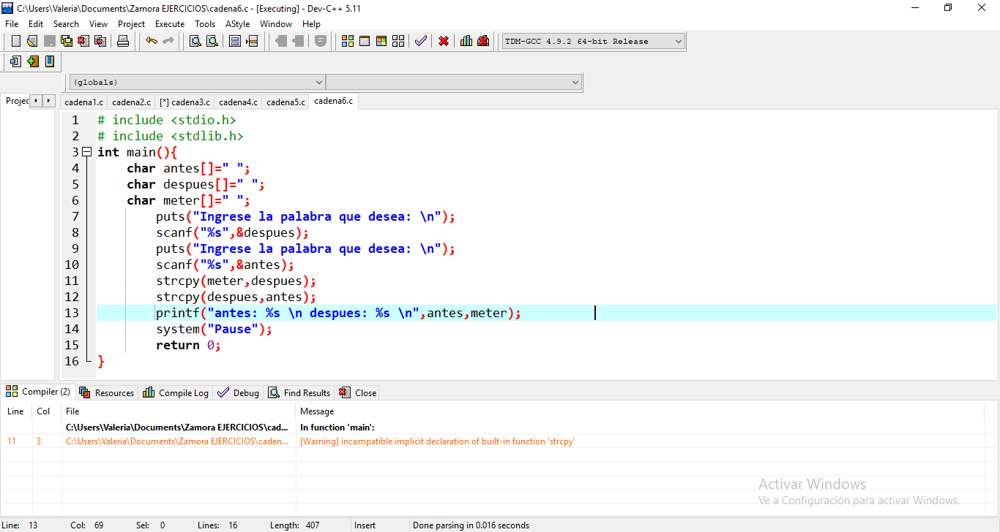 C:\Users\Valeria\Documents\Zamora EJERCICIOS\cadena6.c - [Executing] - Dev-C++ 5.11
File Edit Search View Project Execute Tools AStyle Window Help
TDM-GCC 4.9.2 64-bit Release
(globals)
Projec cadena1.c cadena2.c [*] cadena3.c cadena4.c cadena5.c cadena6.c
1 # include <stdio.h>
2 # include <stdlib.h>
3 int main(){
4 char antes[]=" ";
5 char despues[]=" ";
6 char meter[]=" ";
7 puts("Ingrese la palabra que desea: \n");
8 scanf("%s",&despues);
9 puts("Ingrese la palabra que desea: \n");
10 scanf("%s",&antes);
11 strcpy(meter,despues);
12 strcpy(despues,antes);
13 printf("antes: %s \n despues: %s \n",antes,meter);
14 system("Pause");
15 return 0;
16 }
Compiler (2) Resources Compile Log Debug Find Results Close
Line Col File Message
C:\Users\Valeria\Documents\Zamora EJERCICIOS\cad... In function 'main':
11 3 C:\Users\Valeria\Documents\Zamora EJERCICIOS\caden... [Warning] incompatible implicit declaration of built-in function 'strcpy'
Activar Windows
Ve a Configuración para activar Windows.
Line: 13 Col: 69 Sel: 0 Lines: 16 Length: 407 Insert Done parsing in 0.016 seconds